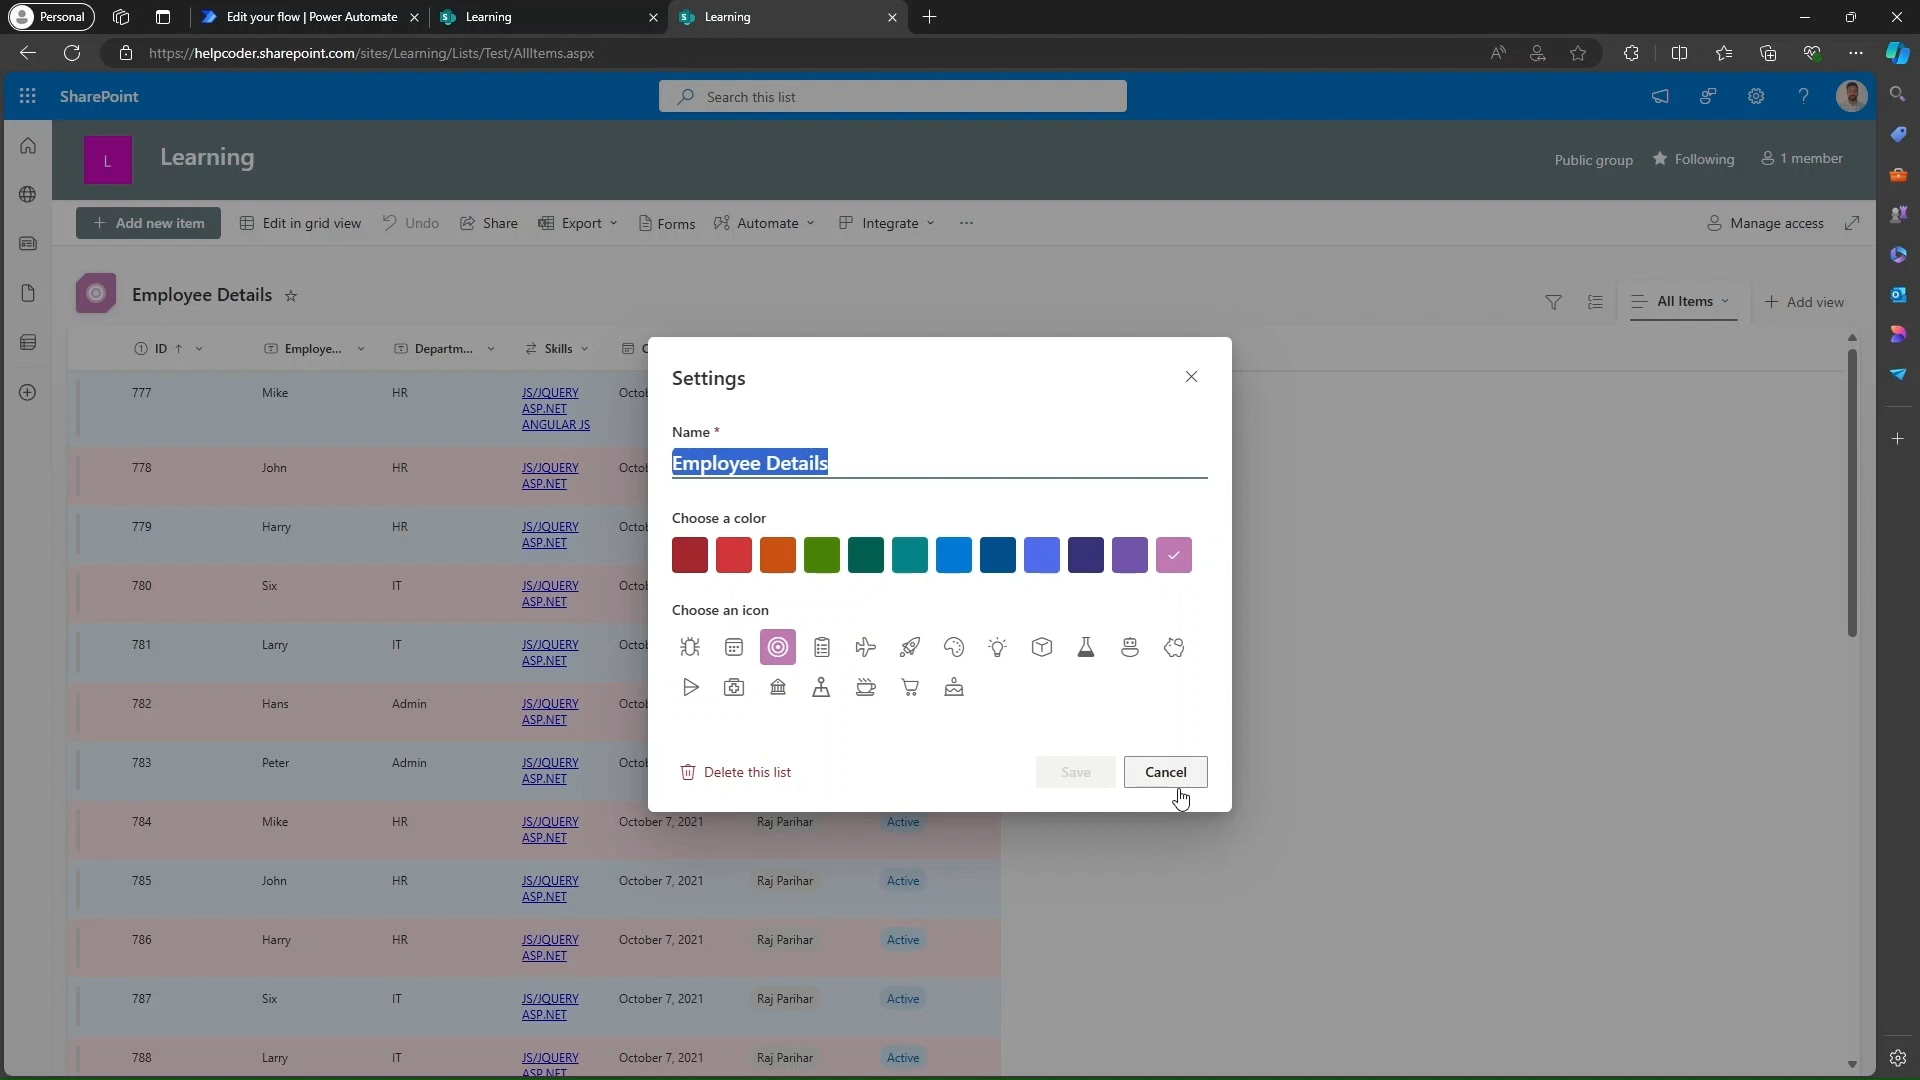 Personal
Edit your flow | Power Automate
Learning
Learning
https://helpcoder.sharepoint.com/sites/Learning/Lists/Test/AllItems.aspx
SharePoint
Search this list
L
Learning
Public group
Following
1 member
Add new item
Edit in grid view
Undo
Share
Export
Forms
Automate
Integrate
Manage access
Employee Details
All Items
Add view
ID
Employe...
Departm...
Skills
C
777 Mike HR JS/JQUERY Octob
ASP.NET
ANGULAR JS
778 John HR JS/JQUERY Octob
ASP.NET
779 Harry HR JS/JQUERY Octob
ASP.NET
780 Six IT JS/JQUERY Octob
ASP.NET
781 Larry IT JS/JQUERY Octob
ASP.NET
782 Hans Admin JS/JQUERY Octob
ASP.NET
783 Peter Admin JS/JQUERY Octob
ASP.NET
784 Mike HR JS/JQUERY October 7, 2021 Raj Parihar Active
ASP.NET
785 John HR JS/JQUERY October 7, 2021 Raj Parihar Active
ASP.NET
786 Harry HR JS/JQUERY October 7, 2021 Raj Parihar Active
ASP.NET
787 Six IT JS/JQUERY October 7, 2021 Raj Parihar Active
ASP.NET
788 Larry IT JS/JQUERY October 7, 2021 Raj Parihar Active
ASP.NET
Settings
Name *
Employee Details
Choose a color
Choose an icon
Delete this list
Save
Cancel